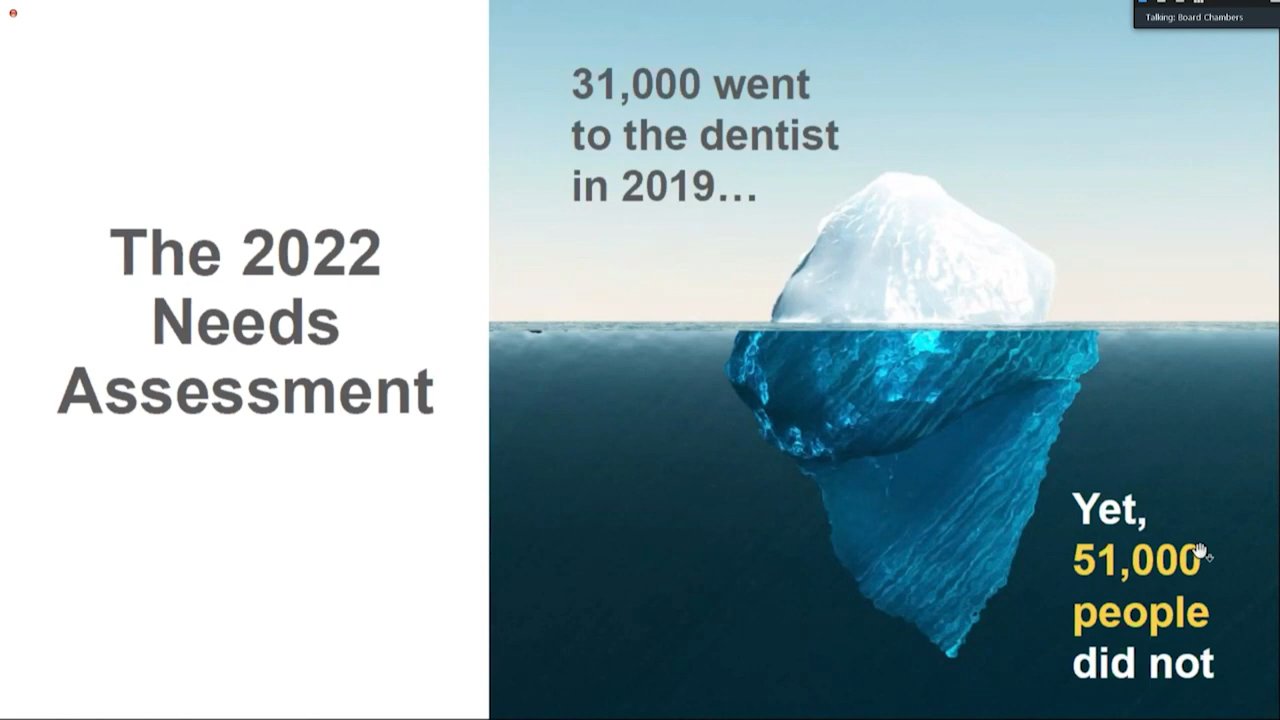 Talking: Board Chambers
31,000 went
to the dentist
in 2019…
The 2022
Needs
Assessment
Yet,
51,000
people
did not